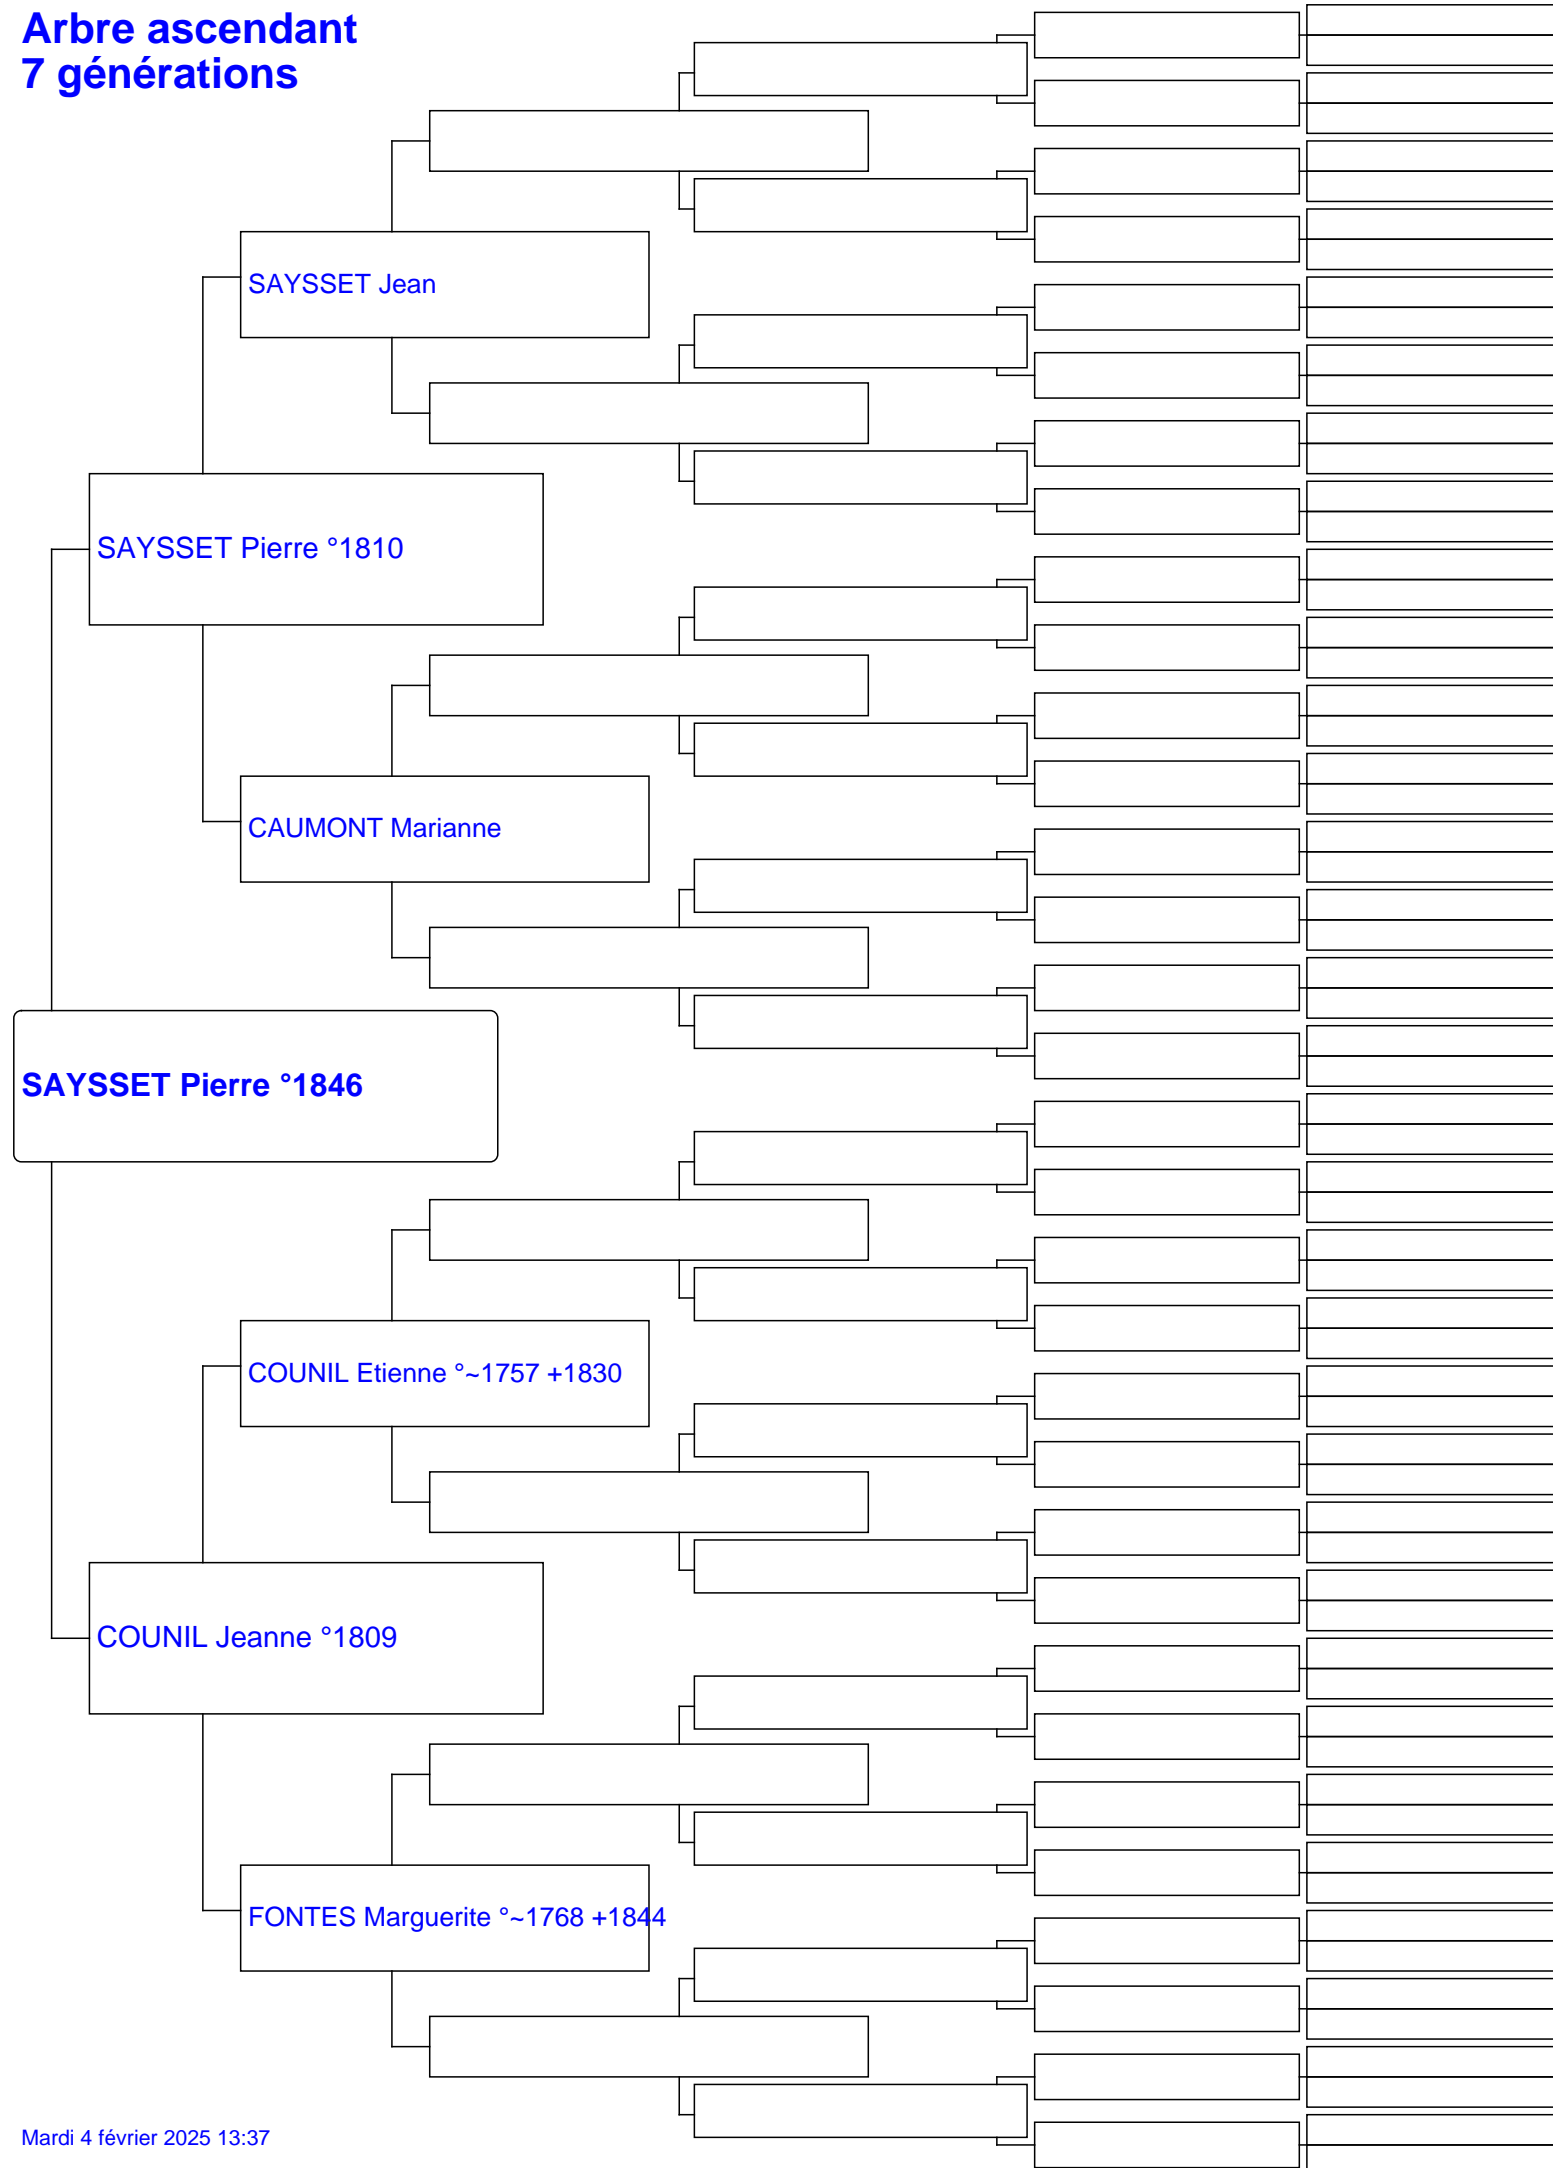 Arbre ascendant
7 générations
SAYSSET Jean
SAYSSET Pierre °1810
CAUMONT Marianne
SAYSSET Pierre °1846
COUNIL Etienne °~1757 +1830
COUNIL Jeanne °1809
FONTES Marguerite °~1768 +1844
Mardi 4 février 2025 13:37